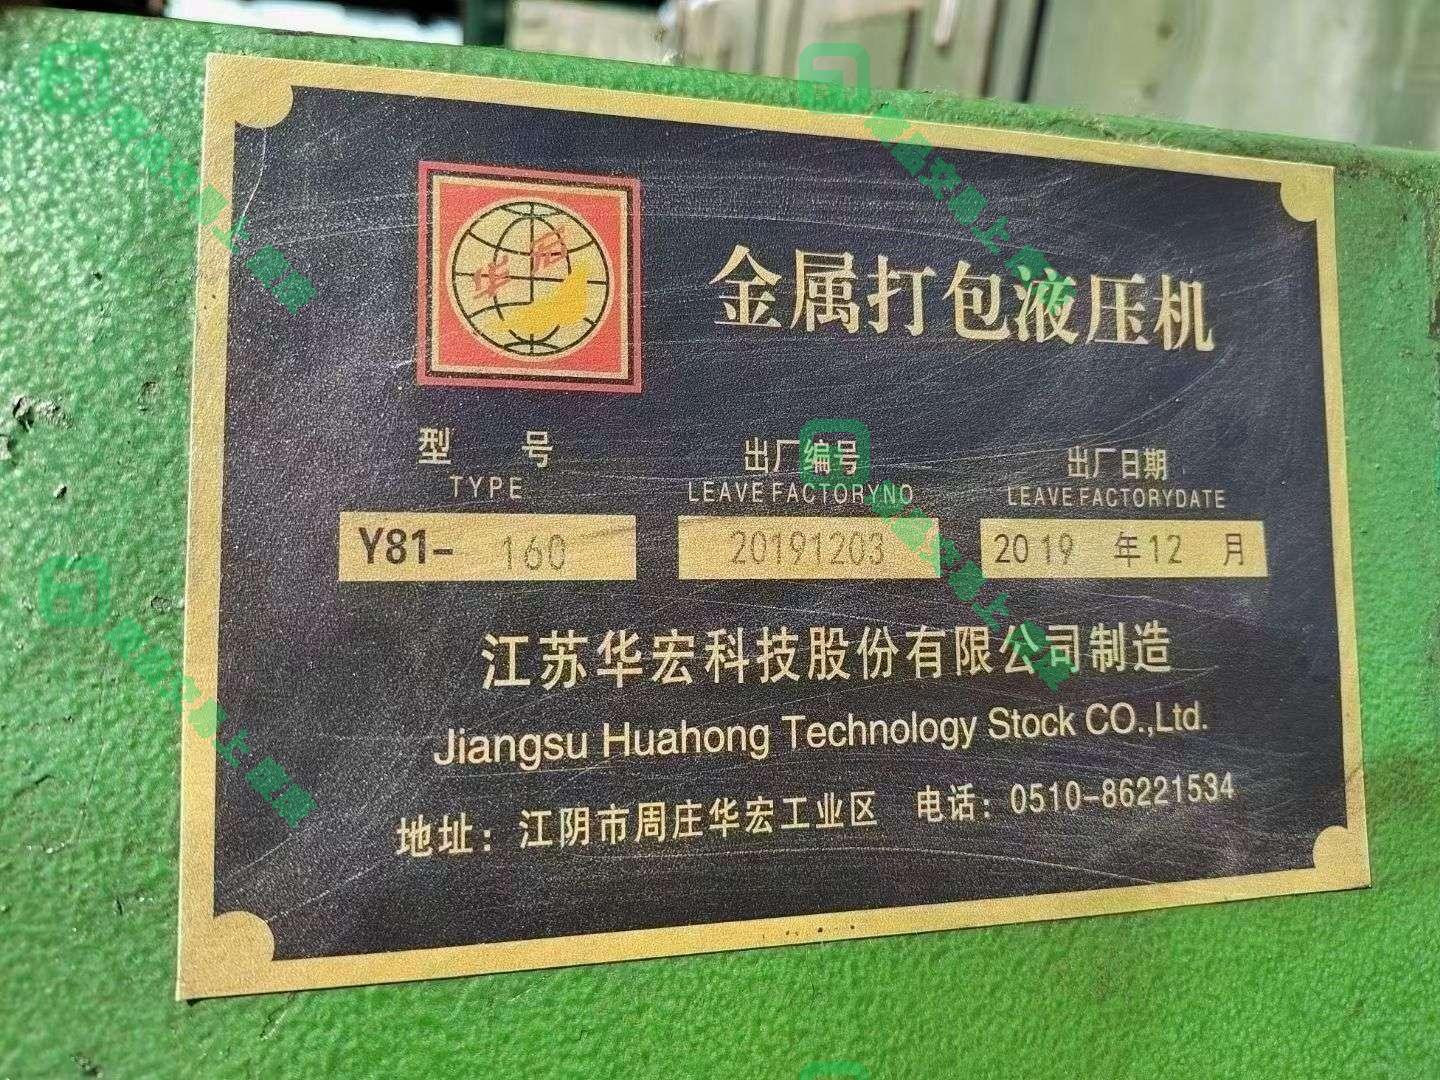 华宏
金属打包液压机
型 号 出厂编号 出厂日期
TYPE LEAVE FACTORYNO LEAVE FACTORYDATE
Y81- 160 20191203 2019 年12 月
江苏华宏科技股份有限公司制造
Jiangsu Huahong Technology Stock CO.,Ltd.
地址：江阴市周庄华宏工业区 电话：0510-86221534